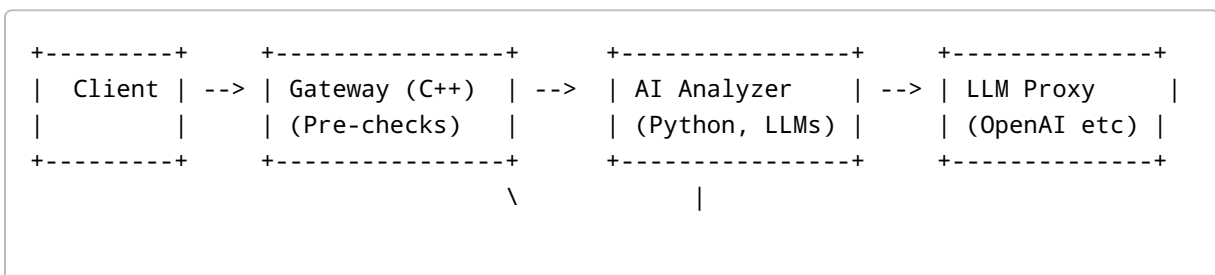 +---------+     +----------------+      +----------------+     +--------------+
|  Client | --> | Gateway (C++)  | -->  | AI Analyzer    | --> | LLM Proxy     |
|         |     | (Pre-checks)   |      | (Python, LLMs) |     | (OpenAI etc) |
+---------+     +----------------+      +----------------+     +--------------+
                               \            |